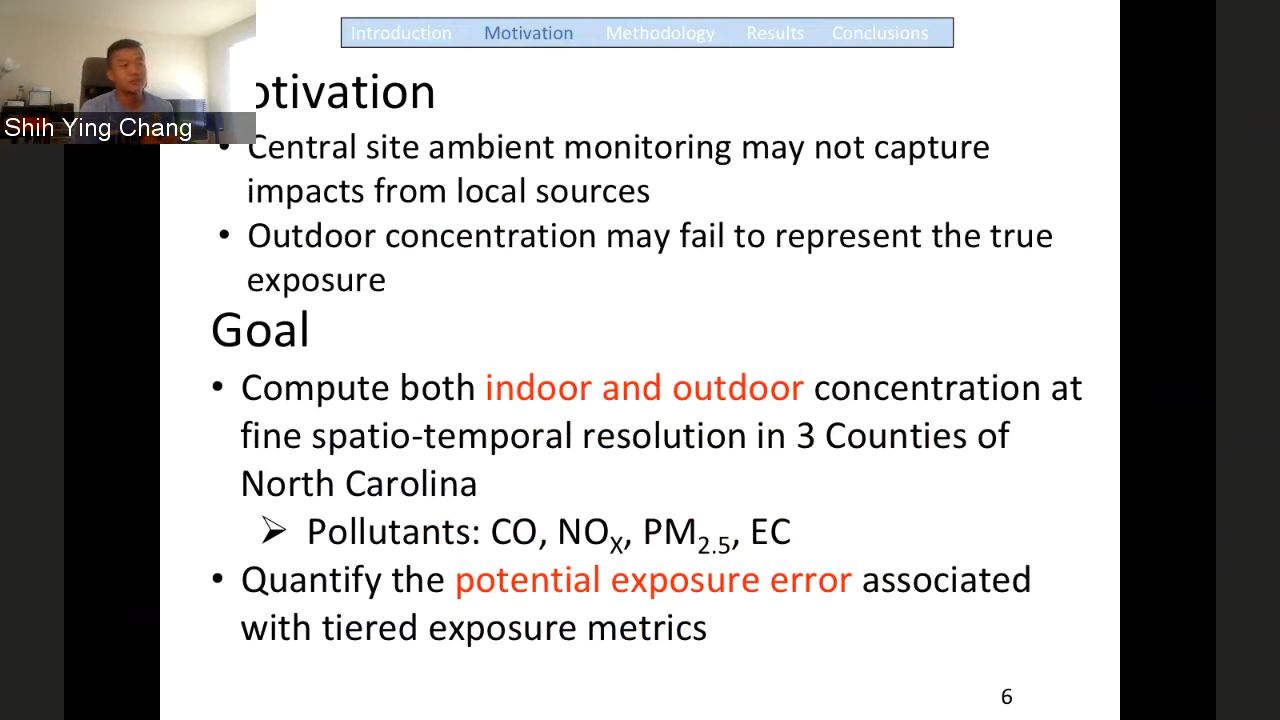 Introduction Motivation Methodology Results Conclusions
otivation
Shih Ying Chang
• Central site ambient monitoring may not capture
impacts from local sources
• Outdoor concentration may fail to represent the true
exposure
Goal
• Compute both indoor and outdoor concentration at
fine spatio-temporal resolution in 3 Counties of
North Carolina
➢ Pollutants: CO, NOX, PM2.5, EC
• Quantify the potential exposure error associated
with tiered exposure metrics
6